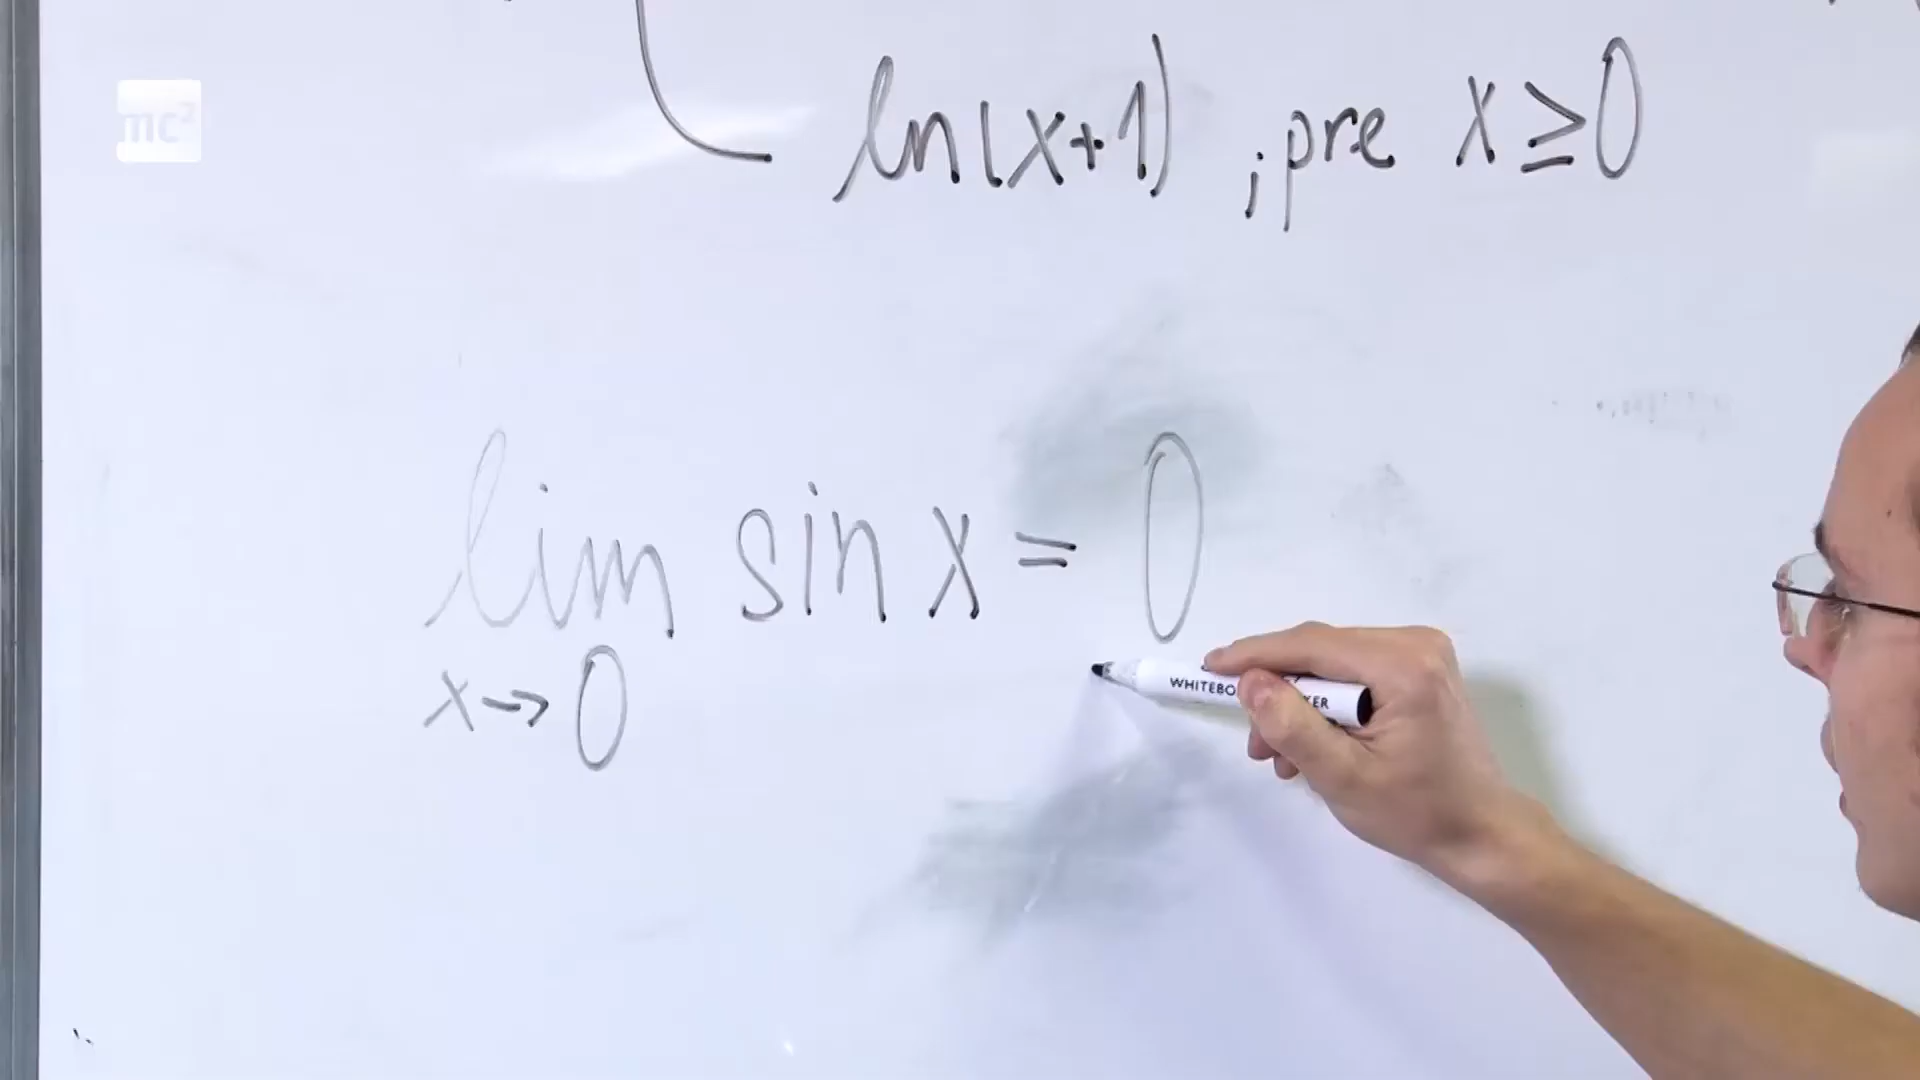 mc²
ln(x+1) , pre x ≥ 0
lim sin x = 0
x → 0